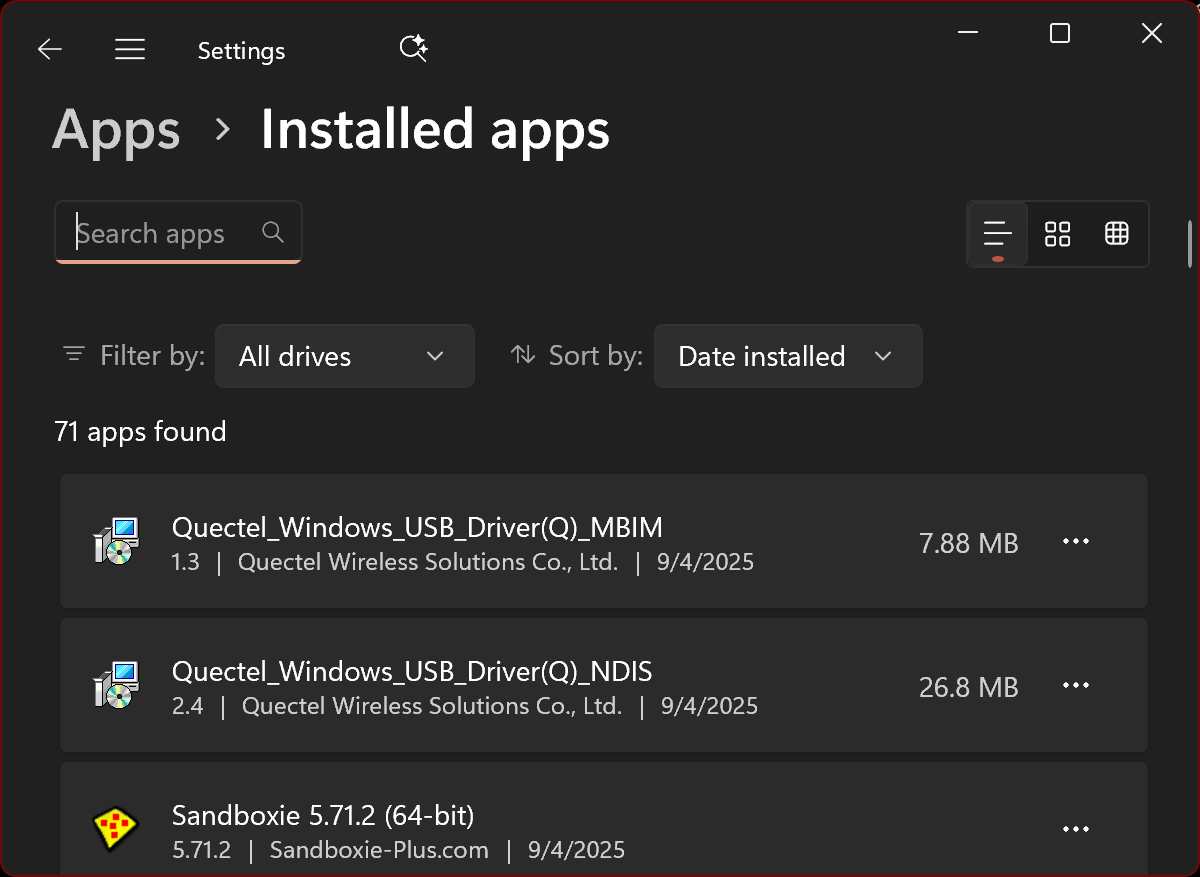 Settings
Apps > Installed apps
Search apps
Filter by: All drives Sort by: Date installed
71 apps found
Quectel_Windows_USB_Driver(Q)_MBIM
1.3 | Quectel Wireless Solutions Co., Ltd. | 9/4/2025
7.88 MB
Quectel_Windows_USB_Driver(Q)_NDIS
2.4 | Quectel Wireless Solutions Co., Ltd. | 9/4/2025
26.8 MB
Sandboxie 5.71.2 (64-bit)
5.71.2 | Sandboxie-Plus.com | 9/4/2025